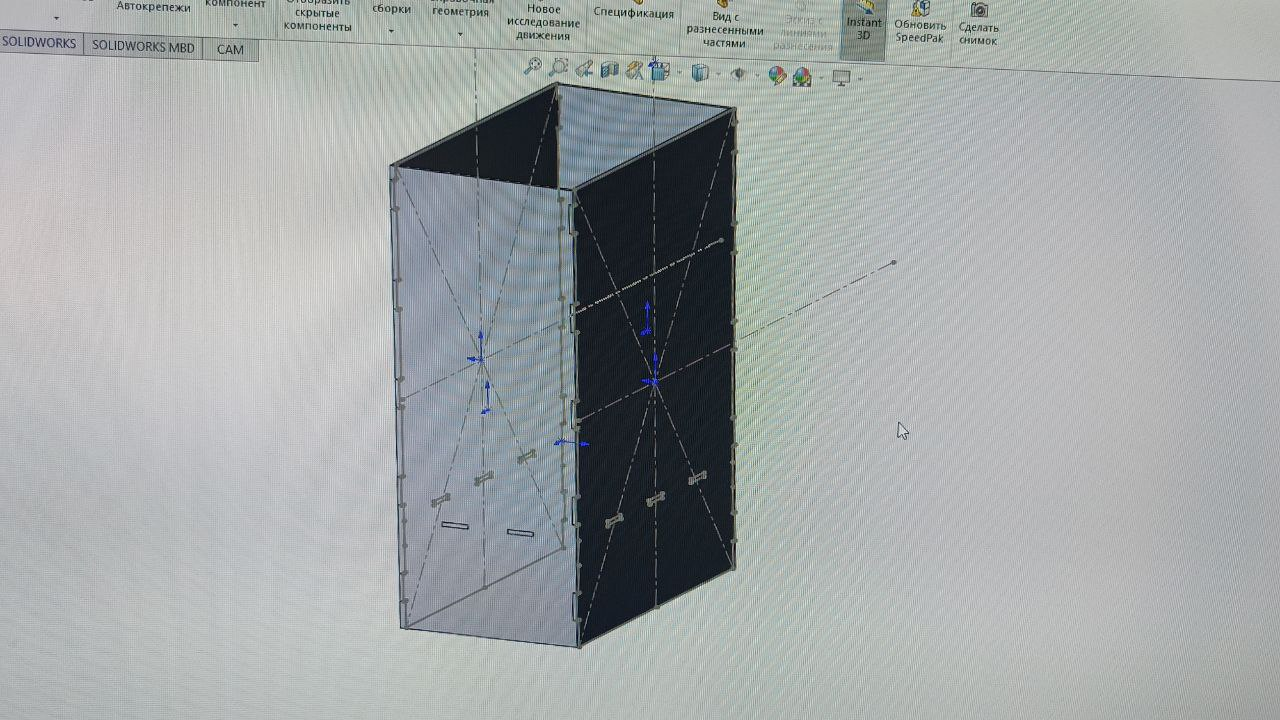 Автокрепежи
компонент
Отобразить
скрытые
компоненты
сборки
геометрия
Новое
исследование
движения
Спецификация
Вид с
разнесенными
частями
Эскиз с
линиями
разнесения
Instant
3D
Обновить
SpeedPak
Сделать
снимок
SOLIDWORKS
SOLIDWORKS MBD
CAM